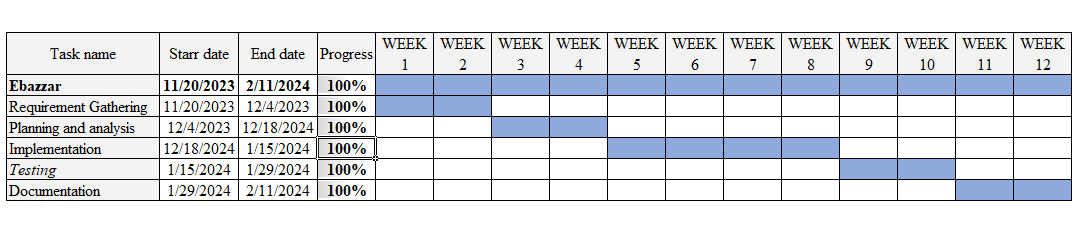 Task name Starr date End date Progress WEEK 1 WEEK 2 WEEK 3 WEEK 4 WEEK 5 WEEK 6 WEEK 7 WEEK 8 WEEK 9 WEEK 10 WEEK 11 WEEK 12
Ebazzar 11/20/2023 2/11/2024 100%
Requirement Gathering 11/20/2023 12/4/2023 100%
Planning and analysis 12/4/2023 12/18/2024 100%
Implementation 12/18/2024 1/15/2024 100%
Testing 1/15/2024 1/29/2024 100%
Documentation 1/29/2024 2/11/2024 100%